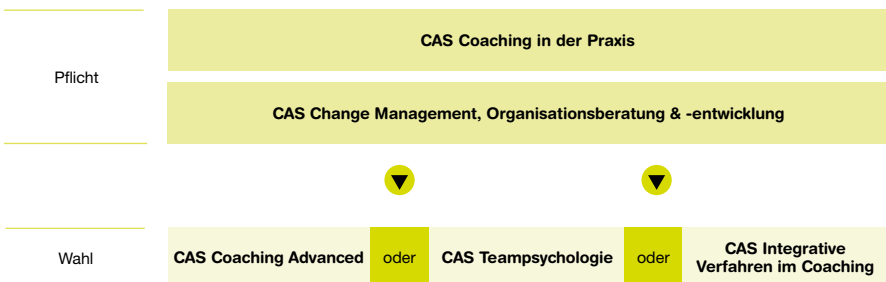 CAS Coaching in der Praxis
Pflicht
CAS Change Management, Organisationsberatung & -entwicklung
Wahl
CAS Coaching Advanced
oder
CAS Teampsychologie
oder
CAS Integrative
Verfahren im Coaching